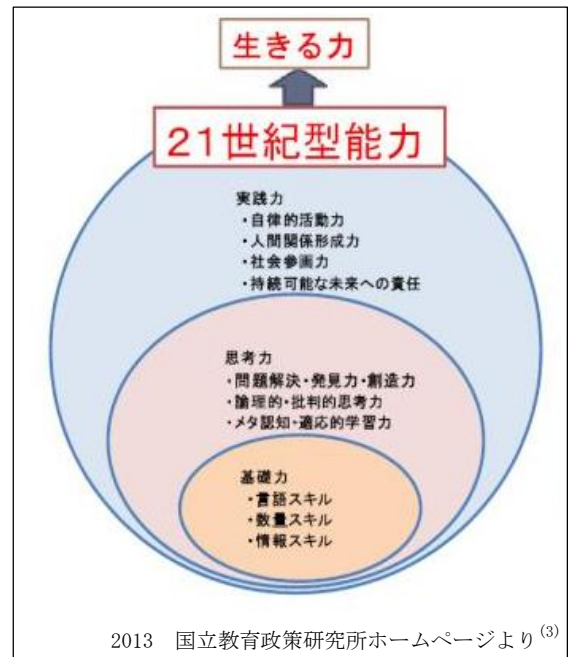 生きる力
21世紀型能力
実践力
・自律的活動力
・人間関係形成力
・社会参画力
・持続可能な未来への責任
思考力
・問題解決・発見力・創造力
・論理的・批判的思考力
・メタ認知・適応的学習力
基礎力
・言語スキル
・数量スキル
・情報スキル
2013 国立教育政策研究所ホームページより(3)